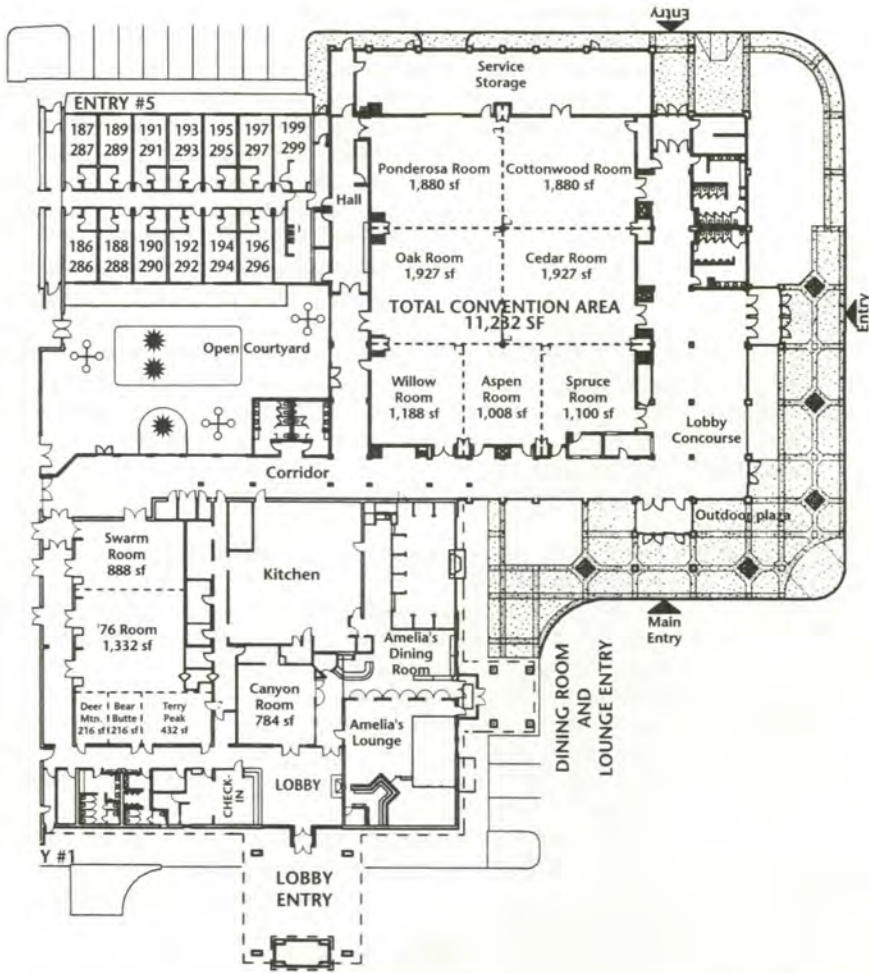 Entry
Service
Storage
ENTRY #5
187 189 191 193 195 197 199
287 289 291 293 295 297 299
Ponderosa Room
1,880 sf
Cottonwood Room
1,880 sf
Hall
186 188 190 192 194 196
286 288 290 292 294 296
Oak Room
1,927 sf
Cedar Room
1,927 sf
TOTAL CONVENTION AREA
11,232 SF
Entry
Open Courtyard
Willow
Room
1,188 sf
Aspen
Room
1,008 sf
Spruce
Room
1,100 sf
Lobby
Concourse
Corridor
Outdoor plaza
Swarm
Room
888 sf
Kitchen
'76 Room
1,332 sf
Amelia's
Dining
Room
Main
Entry
Deer
Mtn.
216 sf
Bear
Butte
216 sf
Terry
Peak
432 sf
Canyon
Room
784 sf
Amelia's
Lounge
DINING ROOM
AND
LOUNGE ENTRY
CHECK-
IN
LOBBY
Y #1
LOBBY
ENTRY